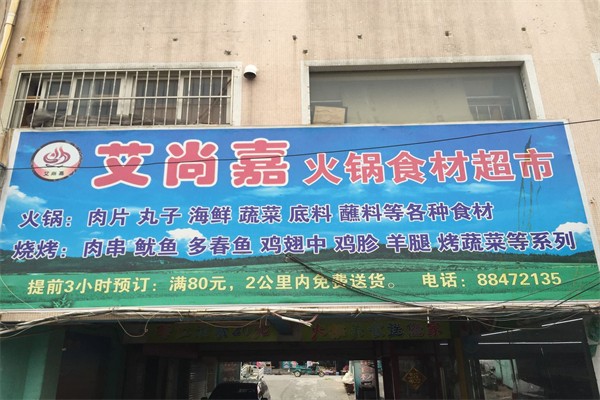 艾尚嘉
艾尚嘉 火锅食材超市
火锅：肉片 丸子 海鲜 蔬菜 底料 蘸料等各种食材
烧烤：肉串 鱿鱼 多春鱼 鸡翅中 鸡胗 羊腿 烤蔬菜等系列
提前3小时预订：满80元，2公里内免费送货。 电话：88472135